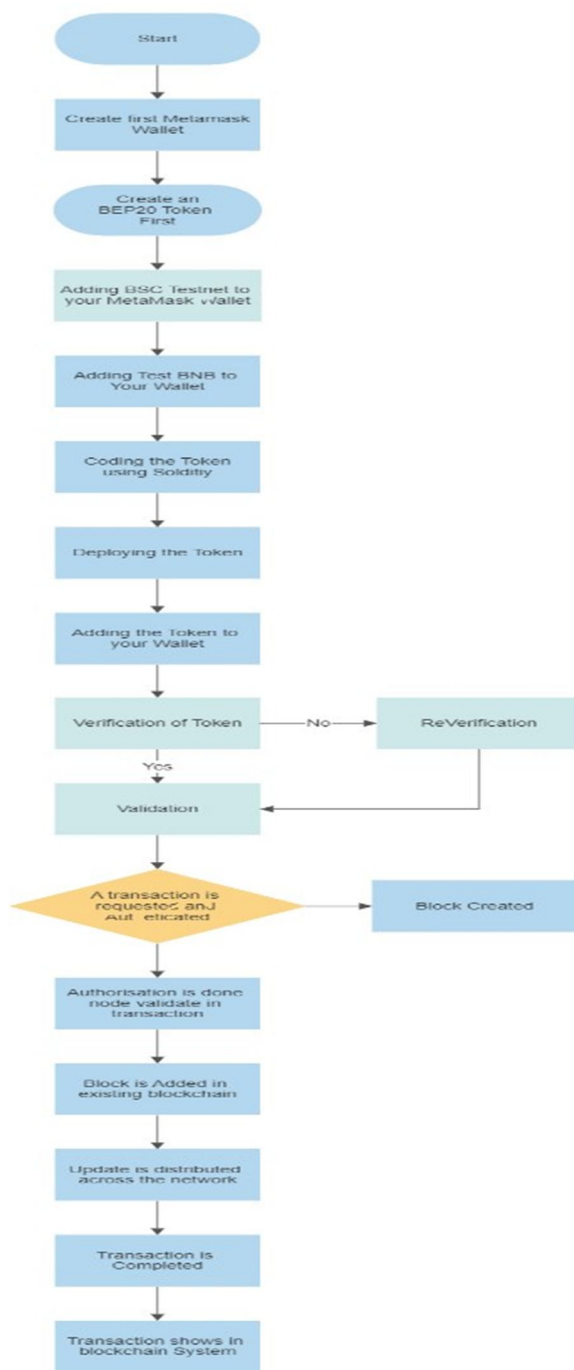 Start
Create first Metamask
Wallet
Create an
BEP20 Token
First
Adding BSC Testnet to
your MetaMask Wallet
Adding Test BNB to
Your Wallet
Coding the Token
using Solditiy
Deploying the Token
Adding the Token to
your Wallet
Verification of Token
No
ReVerification
Yes
Validation
A transaction is
requested and
Block Created
Authorisation is done
node validate in
transaction
Block is Added in
existing blockchain
Update is distributed
across the network
Transaction is
Completed
Transaction shows in
blockchain System